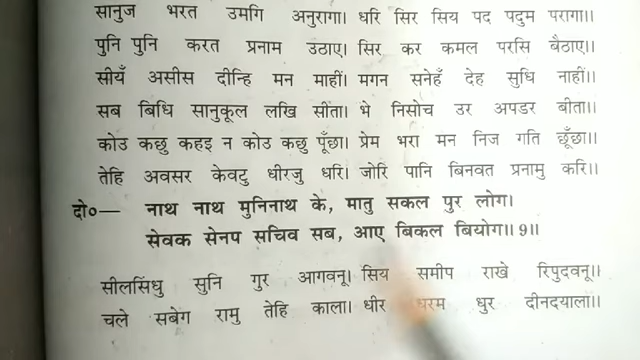 सानुज भरत उमगि अनुरागा। धरि सिर सिय पद पदुम परागा।।
पुनि पुनि करत प्रनाम उठाए। सिर कर कमल परसि बैठाए।।
सीयँ असीस दीन्हि मन माहीं। मगन सनेहँ देह सुधि नाहीं।।
सब बिधि सानुकूल लखि सीता। भे निसोच उर अपडर बीता।।
कोउ कछु कहइ न कोउ कछु पूँछा। प्रेम भरा मन निज गति छूँछा।।
तेहि अवसर केवटु धीरजु धरि। जोरि पानि बिनवत प्रनामु करि।।
दो०— नाथ नाथ मुनिनाथ के, मातु सकल पुर लोग।
सेवक सेनप सचिव सब, आए बिकल बियोग।।9।।
सीलसिंधु सुनि गुर आगवनू। सिय समीप राखे रिपुदवनू।।
चले सबेग रामु तेहि काला। धीर धरम धुर दीनदयाला।।